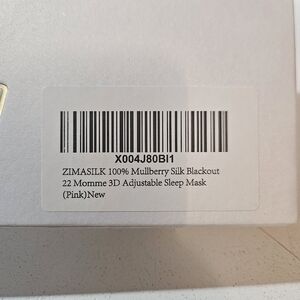 X004J80BI1
ZIMASILK 100% Mullberry Silk Blackout
22 Momme 3D Adjustable Sleep Mask
(Pink)New